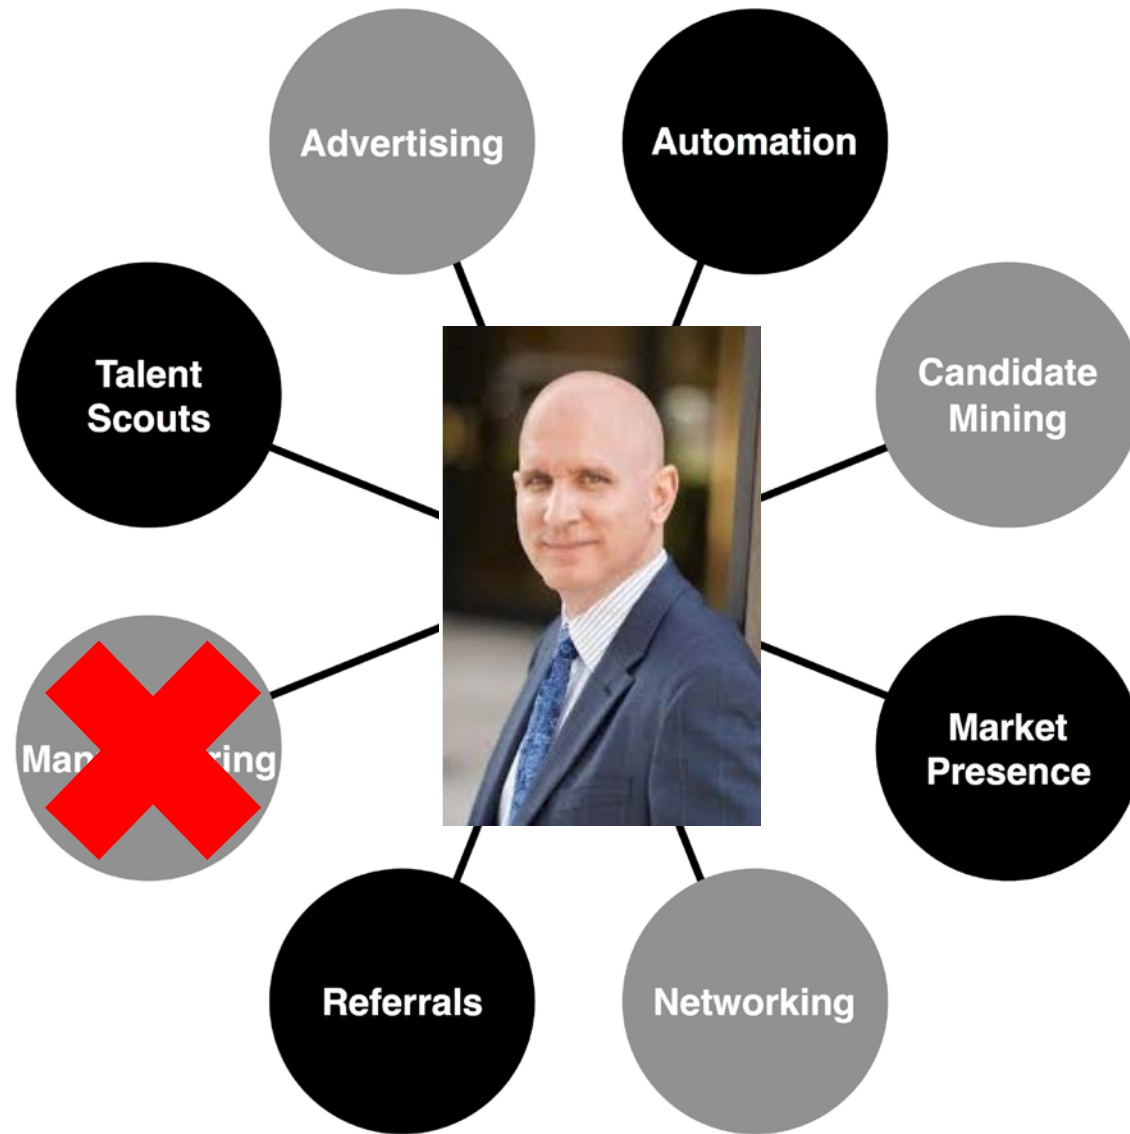 Advertising
Automation
Talent
Scouts
Candidate
Mining
Market
Presence
Referrals
Networking